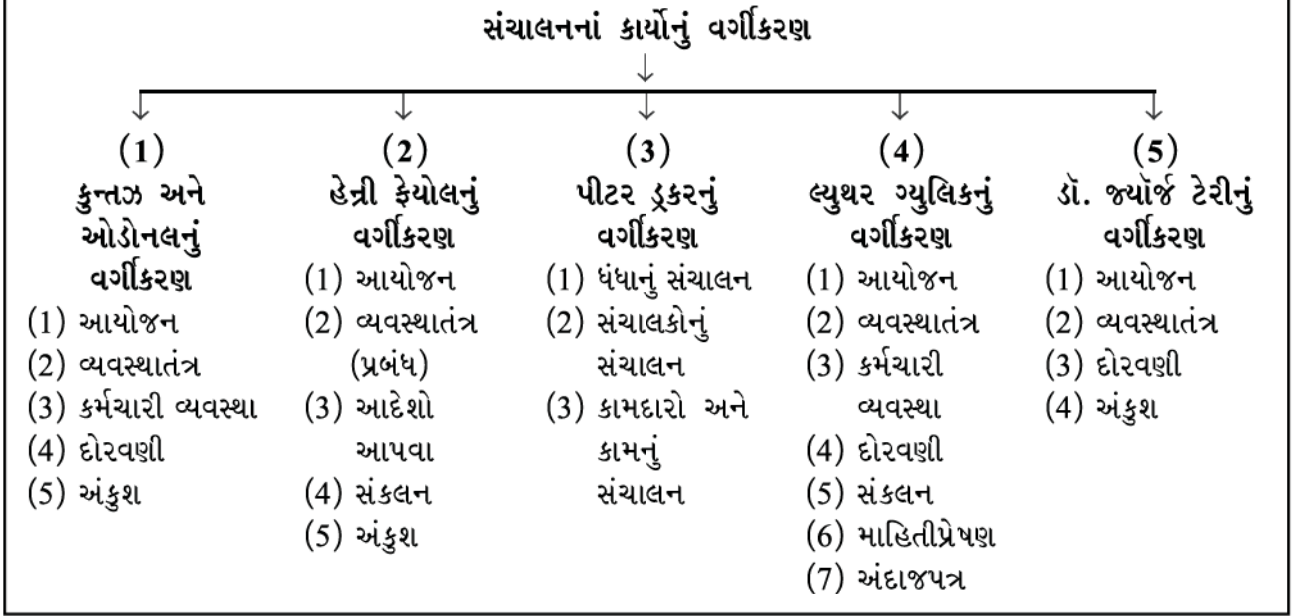 સંચાલનનાં કાર્યોનું વર્ગીકરણ
(1)
કુન્તઝ અને
ઓડોનલનું
વર્ગીકરણ
(1) આયોજન
(2) વ્યવસ્થાતંત્ર
(3) કર્મચારી વ્યવસ્થા
(4) દોરવણી
(5) અંકુશ
(2)
હેન્રી ફેયોલનું
વર્ગીકરણ
(1) આયોજન
(2) વ્યવસ્થાતંત્ર
(પ્રબંધ)
(3) આદેશો
આપવા
(4) સંકલન
(5) અંકુશ
(3)
પીટર ડ્રકરનું
વર્ગીકરણ
(1) ધંધાનું સંચાલન
(2) સંચાલકોનું
સંચાલન
(3) કામદારો અને
કામનું
સંચાલન
(4)
લ્યુથર ગ્યુલિકનું
વર્ગીકરણ
(1) આયોજન
(2) વ્યવસ્થાતંત્ર
(3) કર્મચારી
વ્યવસ્થા
(4) દોરવણી
(5) સંકલન
(6) માહિતીપ્રેષણ
(7) અંદાજપત્ર
(5)
ડૉ. જ્યૉર્જ ટેરીનું
વર્ગીકરણ
(1) આયોજન
(2) વ્યવસ્થાતંત્ર
(3) દોરવણી
(4) અંકુશ